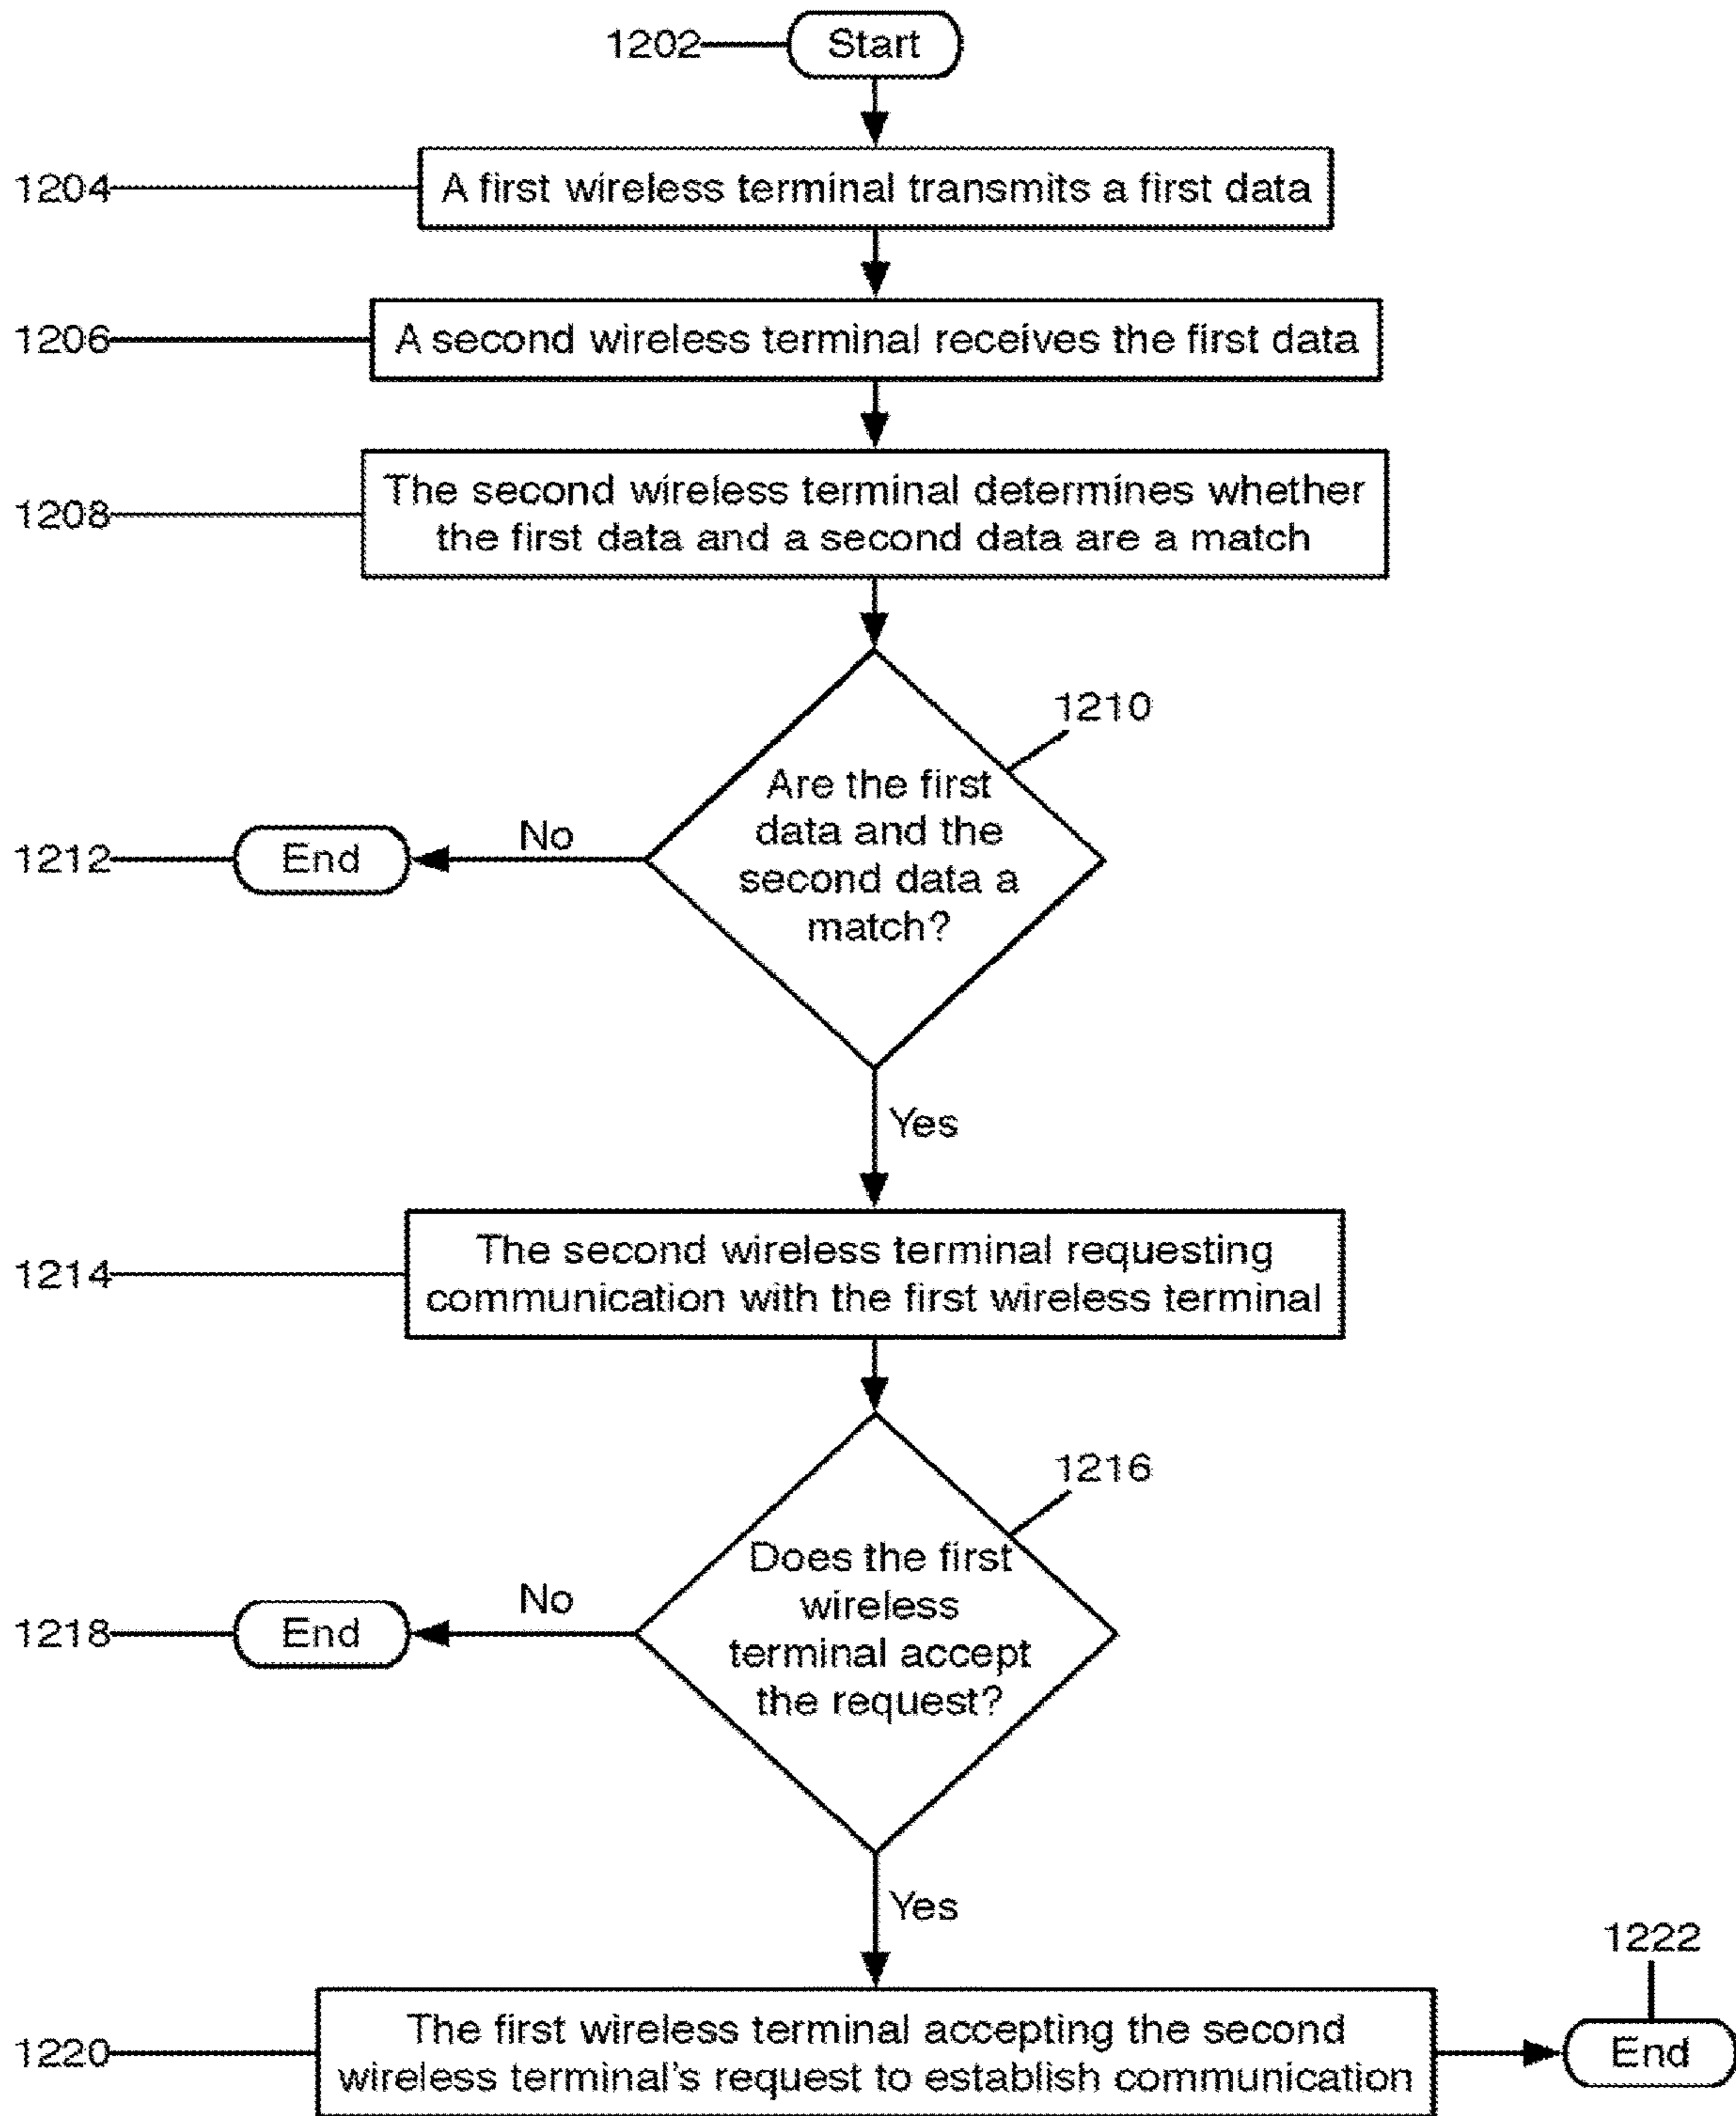 1202
Start
1204
A first wireless terminal transmits a first data
1206
A second wireless terminal receives the first data
1208
The second wireless terminal determines whether
the first data and a second data are a match
1210
Are the first
data and the
second data a
match?
No
1212
End
Yes
1214
The second wireless terminal requesting
communication with the first wireless terminal
1216
Does the first
wireless
terminal accept
the request?
No
1218
End
Yes
1220
The first wireless terminal accepting the second
wireless terminal's request to establish communication
1222
End